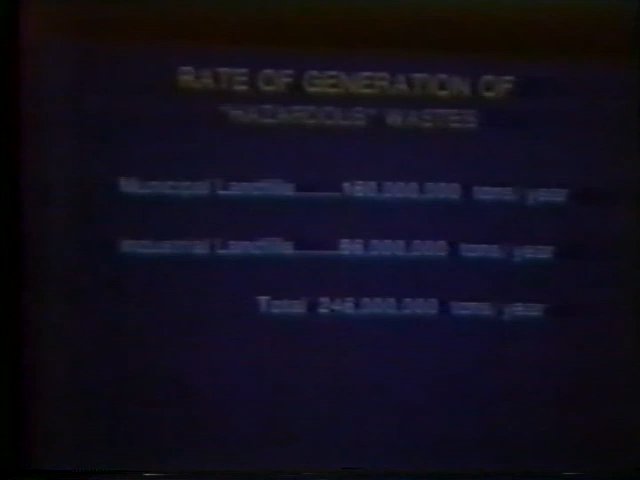 RATE OF GENERATION OF
"HAZARDOUS" WASTES
Municipal Landfills......160,000,000 tons/year
Industrial Landfills......86,000,000 tons/year
Total 246,000,000 tons/year